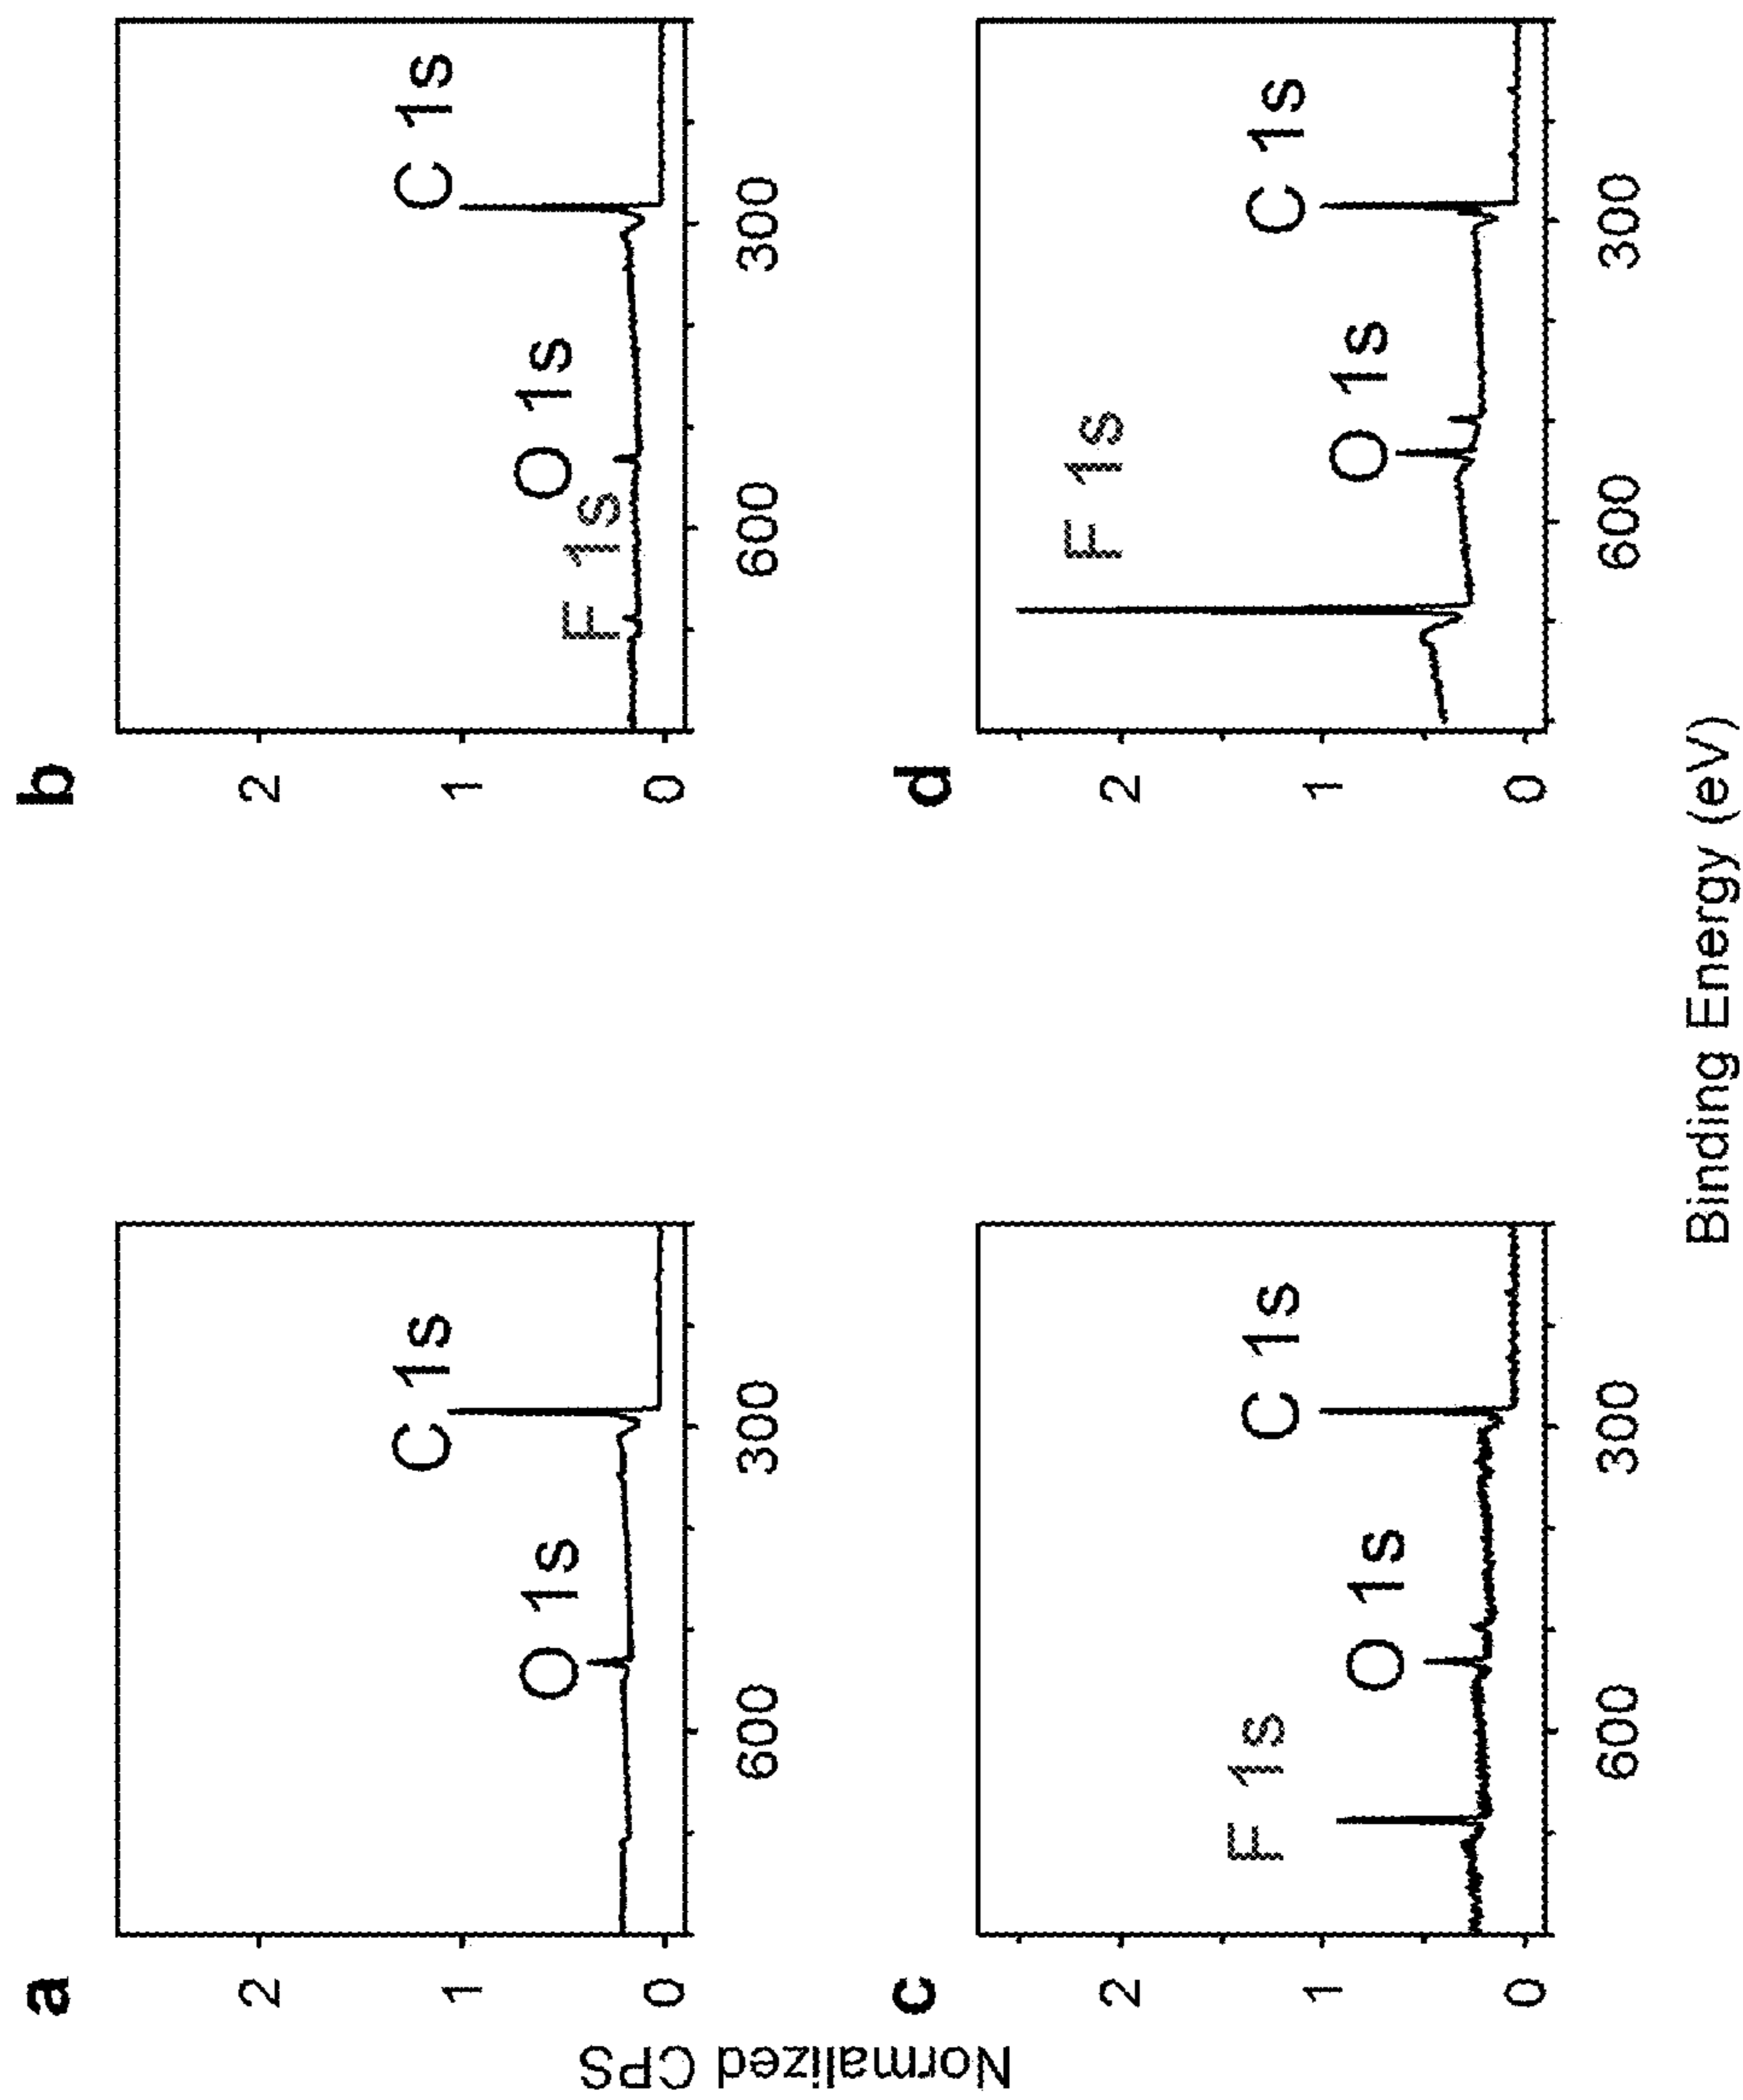 a
b
Normalized CPS
2
1
0
O 1s
C 1s
600
300
2
1
0
F 1s
O 1s
C 1s
600
300
c
d
2
1
0
F 1s
O 1s
C 1s
600
300
2
1
0
F 1s
O 1s
C 1s
600
300
Binding Energy (eV)